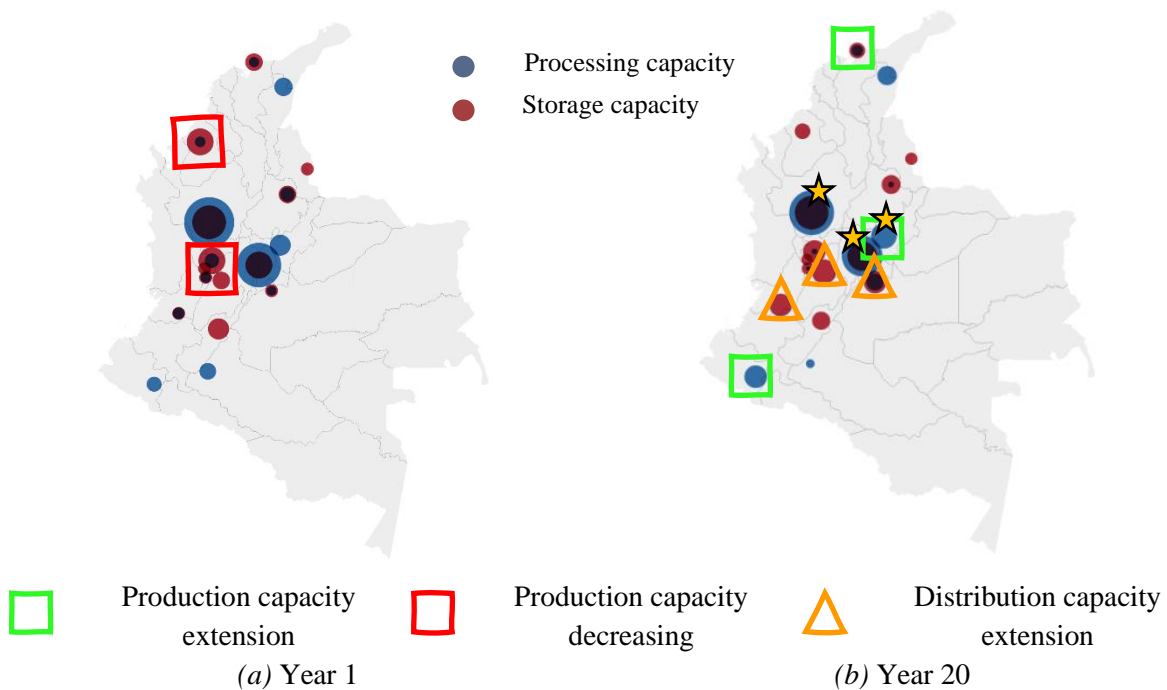 Processing capacity
Storage capacity
Production capacity
extension
Production capacity
decreasing
Distribution capacity
extension
(a) Year 1
(b) Year 20